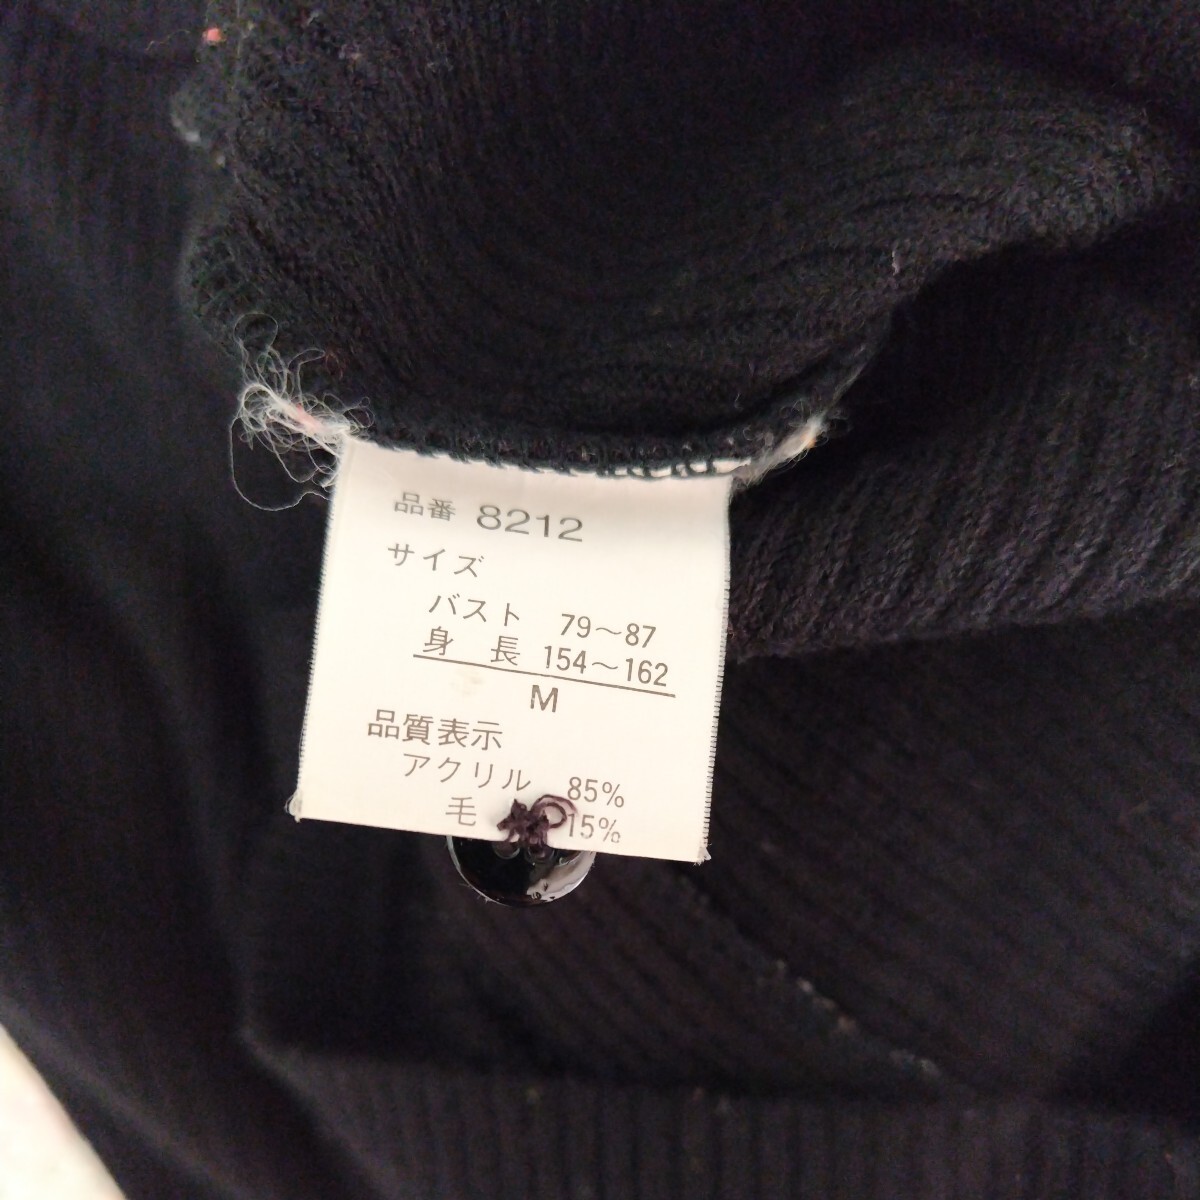 品番 8212
サイズ
バスト 79～87
身 長 154～162
M
品質表示
アクリル 85%
毛 15%